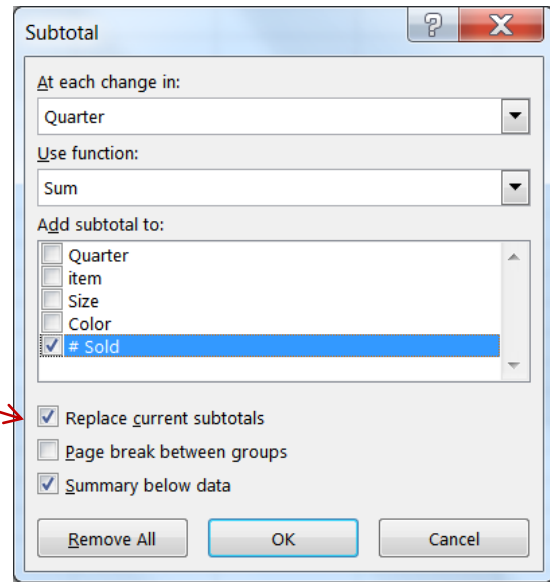 Subtotal
At each change in:
Quarter
Use function:
Sum
Add subtotal to:
Quarter
item
Size
Color
# Sold
Replace current subtotals
Page break between groups
Summary below data
Remove All OK Cancel